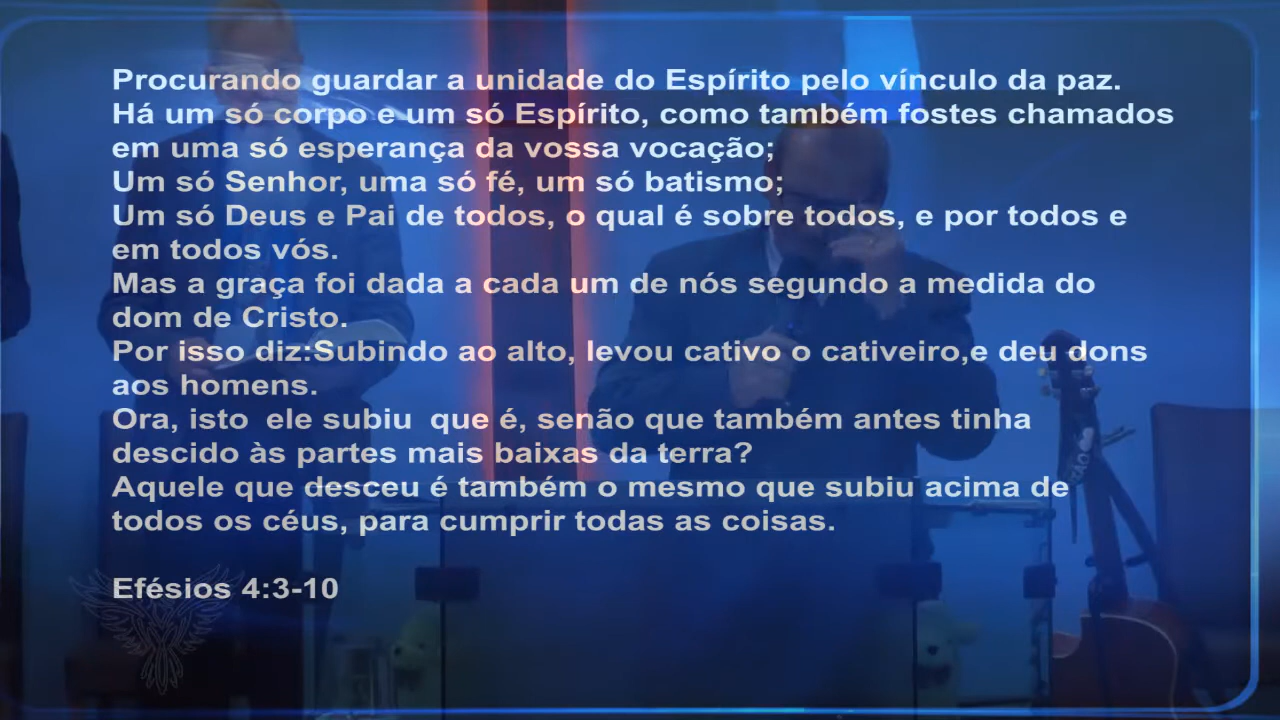 Procurando guardar a unidade do Espírito pelo vínculo da paz.
Há um só corpo e um só Espírito, como também fostes chamados
em uma só esperança da vossa vocação;
Um só Senhor, uma só fé, um só batismo;
Um só Deus e Pai de todos, o qual é sobre todos, e por todos e
em todos vós.
Mas a graça foi dada a cada um de nós segundo a medida do
dom de Cristo.
Por isso diz:Subindo ao alto, levou cativo o cativeiro,e deu dons
aos homens.
Ora, isto  ele subiu  que é, senão que também antes tinha
descido às partes mais baixas da terra?
Aquele que desceu é também o mesmo que subiu acima de
todos os céus, para cumprir todas as coisas.
Efésios 4:3-10